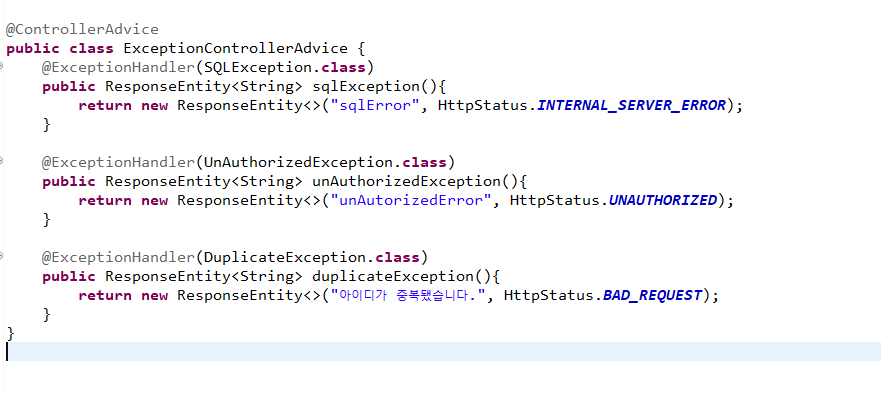 @ControllerAdvice
public class ExceptionControllerAdvice {
@ExceptionHandler(SQLException.class)
public ResponseEntity<String> sqlException(){
return new ResponseEntity<>("sqlError", HttpStatus.INTERNAL_SERVER_ERROR);
}
@ExceptionHandler(UnAuthorizedException.class)
public ResponseEntity<String> unAuthorizedException(){
return new ResponseEntity<>("unAutorizedError", HttpStatus.UNAUTHORIZED);
}
@ExceptionHandler(DuplicateException.class)
public ResponseEntity<String> duplicateException(){
return new ResponseEntity<>("아이디가 중복됐습니다.", HttpStatus.BAD_REQUEST);
}
}